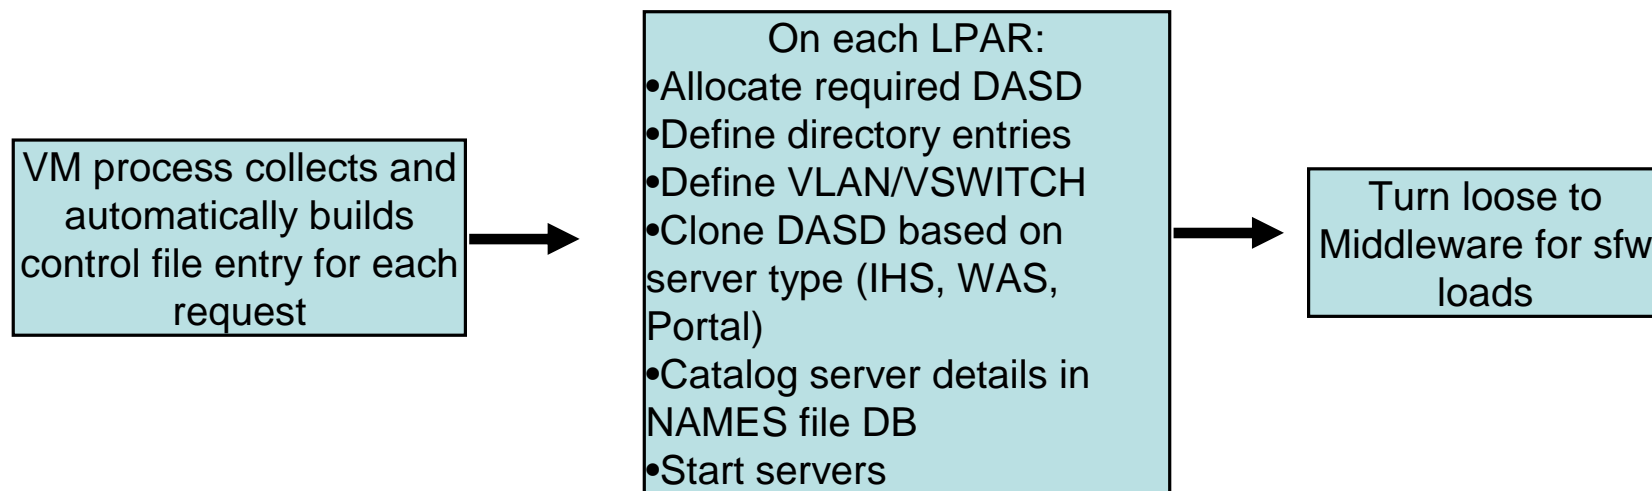 VM process collects and
automatically builds
control file entry for each
request
On each LPAR:
•Allocate required DASD
•Define directory entries
•Define VLAN/VSWITCH
•Clone DASD based on
server type (IHS, WAS,
Portal)
•Catalog server details in
NAMES file DB
•Start servers
Turn loose to
Middleware for sfw
loads